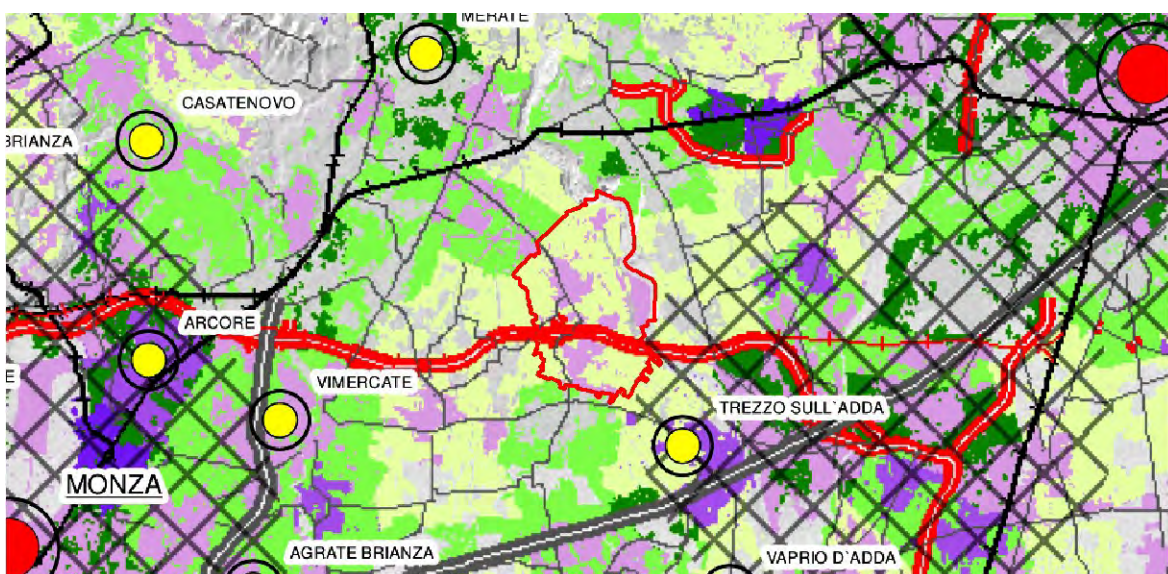 MERATE
CASATENOVO
BRIANZA
ARCORE
E
VIMERCATE
TREZZO SULL`ADDA
MONZA
AGRATE BRIANZA
VAPRIO D`ADDA